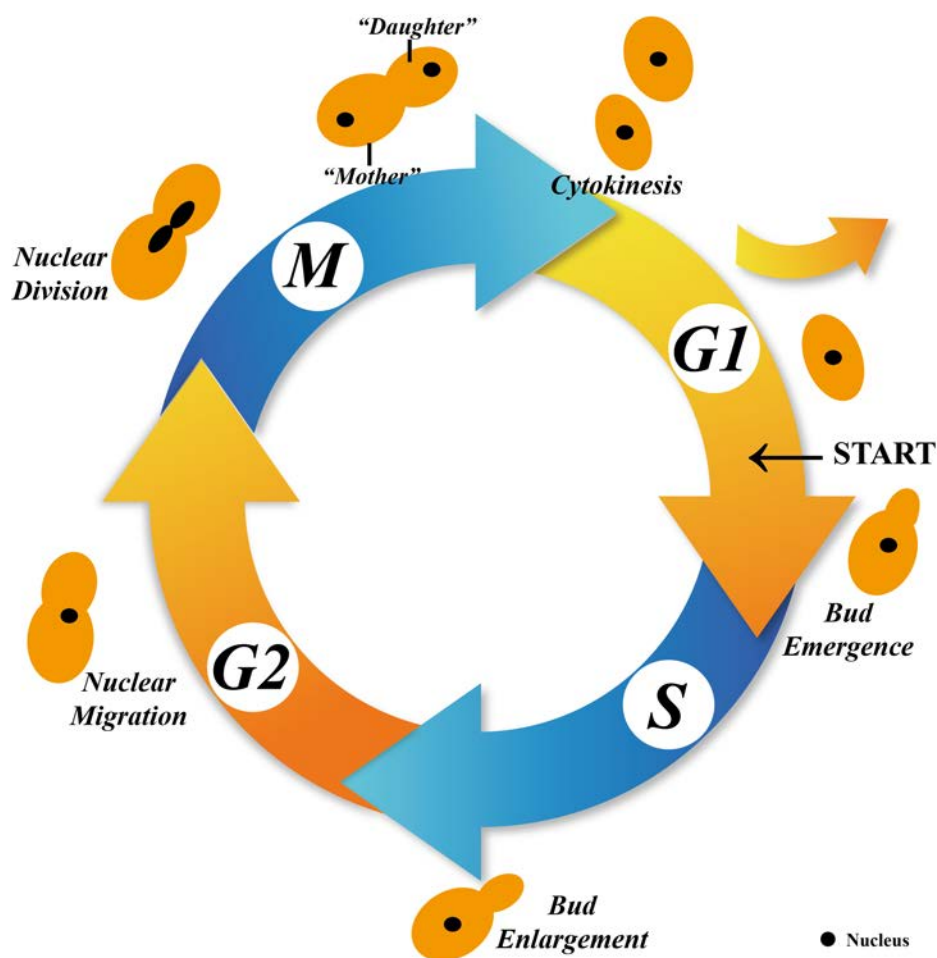 “Daughter”
“Mother”
Cytokinesis
Nuclear
Division
M
G1
START
Bud
Emergence
G2
S
Nuclear
Migration
Bud
Enlargement
Nucleus